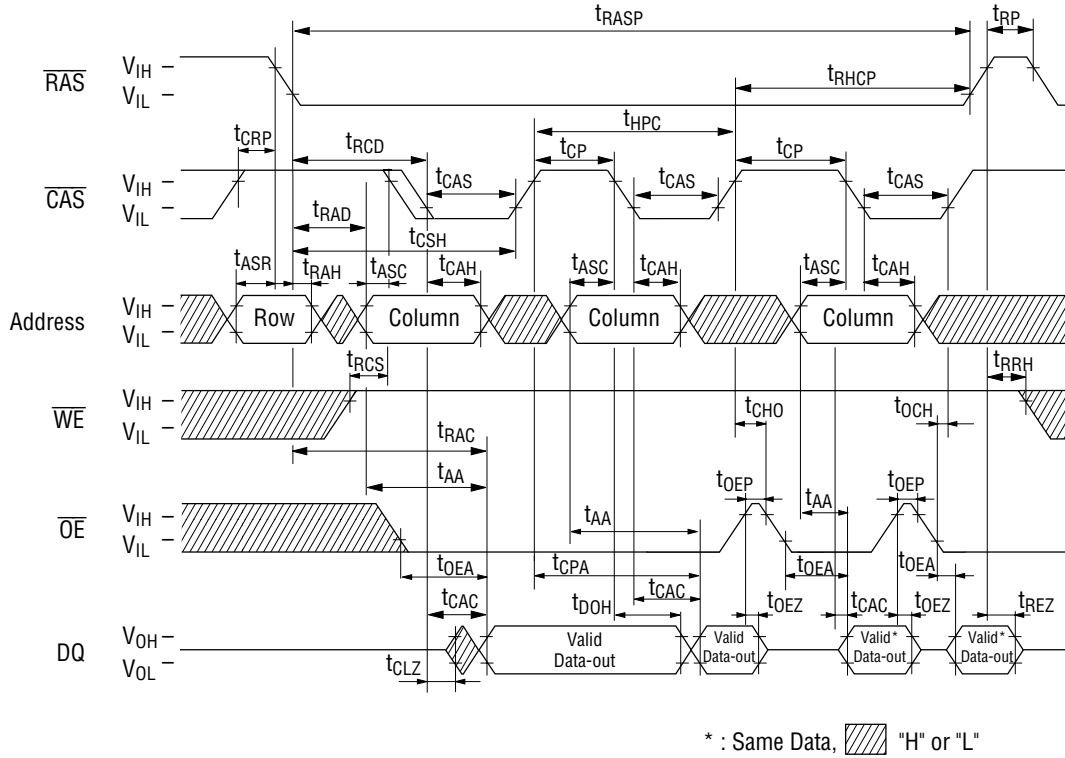 tRASP tRP
RAS VIH VIL tRHCP
tCRP tRCD tHPC tCP tCP
CAS VIH VIL tCAS tCAS tCAS
tRAD tCSH
tASR tRAH tASC tCAH tASC tCAH tASC tCAH
Address VIH VIL Row Column Column Column
tRCS tRRH
WE VIH VIL tCHO tOCH
tRAC
tAA tOEP tOEP
OE VIH VIL tAA tAA
tOEA tCPA tOEA tOEA
tCAC tDOH tCAC tOEZ tCAC tOEZ tREZ
DQ VOH VOL Valid Data-out Valid Data-out Valid* Data-out Valid* Data-out
tCLZ
* : Same Data, "H" or "L"